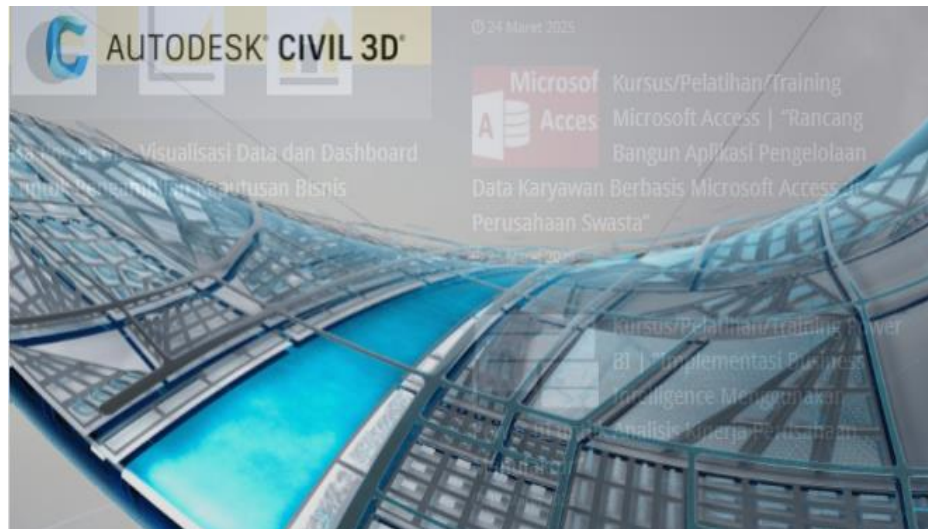 AUTODESK® CIVIL 3D®
24 Maret 2025
Microsof
Acces
A
Kursus/Pelatihan/Training
Microsoft Access | "Rancang
Bangun Aplikasi Pengelolaan
Data Karyawan Berbasis Microsoft Access di
Perusahaan Swasta"
Visualisasi Data dan Dashboard
untuk Pengambilan Keputusan Bisnis
Kursus/Pelatihan/Training Power
BI | "Implementasi Business
Intelligence Menggunakan
Analisis Kinerja Perusahaan